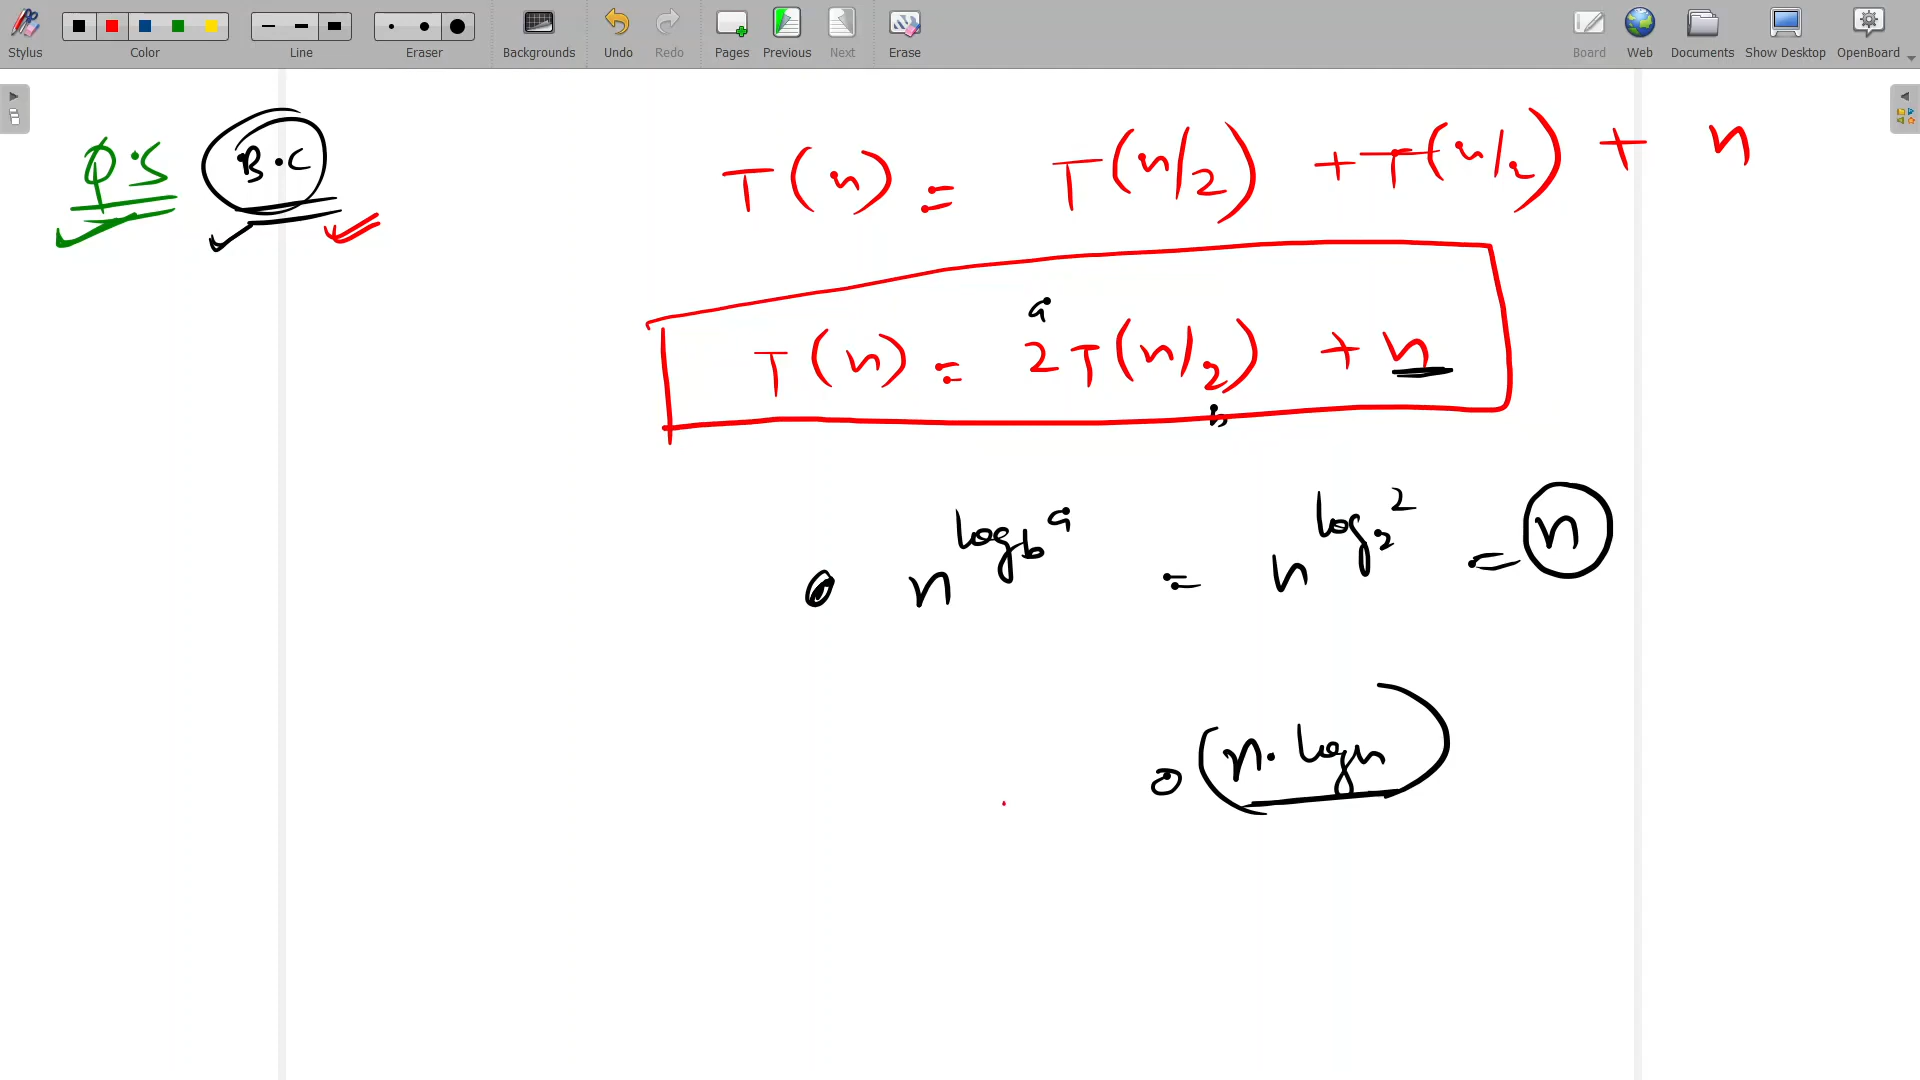 Stylus Color Line Eraser Backgrounds Undo Redo Pages Previous Next Erase Board Web Documents Show Desktop OpenBoard
Q.S B.C
T(n) = T(n/2) + T(n/2) + n
a
T(n) = 2T(n/2) + n
b
n^log_b a = n^log_2 2 = n
O(n.logn)